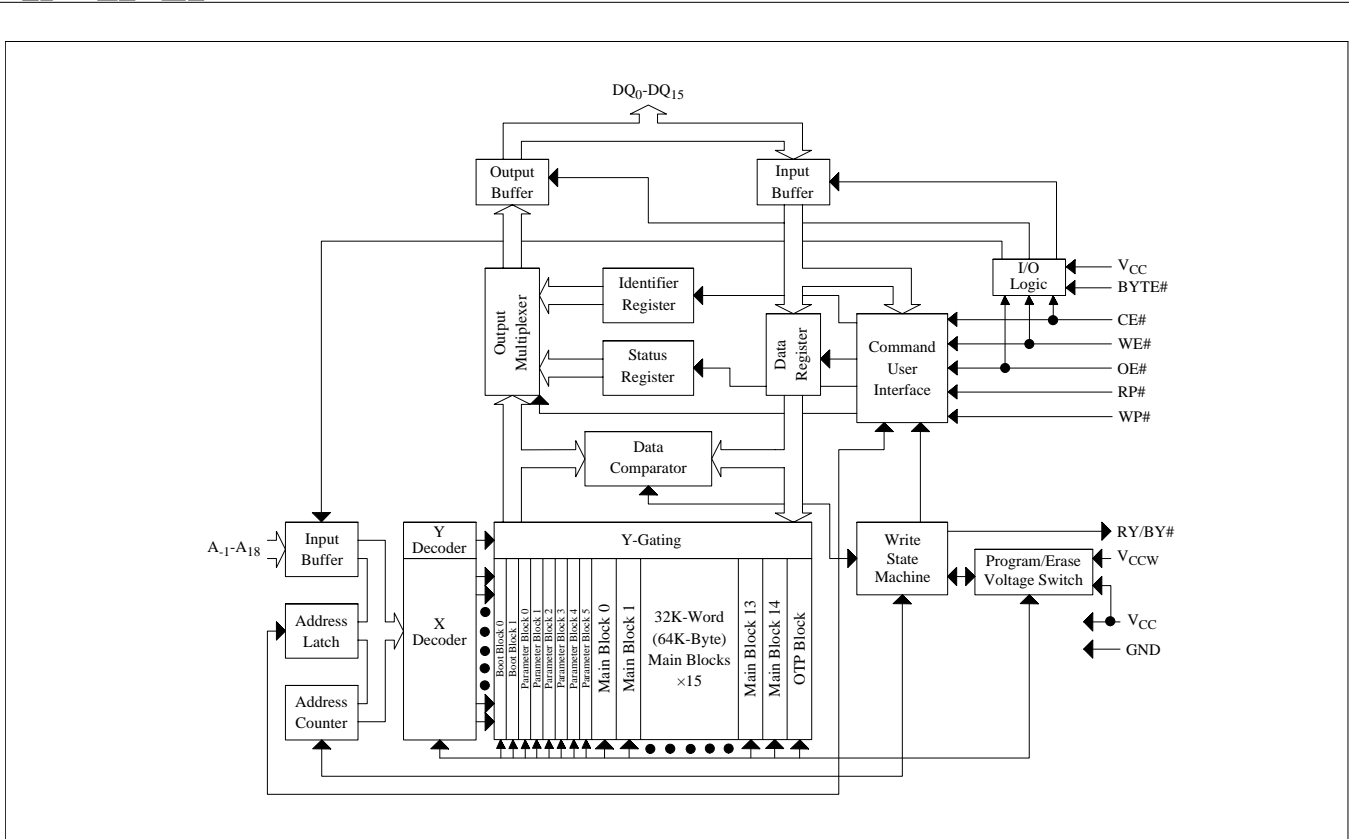 DQ0-DQ15
Output
Buffer
Input
Buffer
I/O
Logic
VCC
BYTE#
Output
Multiplexer
Identifier
Register
Status
Register
Data
Register
Command
User
Interface
CE#
WE#
OE#
RP#
WP#
Data
Comparator
A-1-A18
Input
Buffer
Y
Decoder
Y-Gating
Write
State
Machine
RY/BY#
Program/Erase
Voltage Switch
VCCW
VCC
GND
Address
Latch
X
Decoder
Boot Block 0
Boot Block 1
Parameter Block 0
Parameter Block 1
Parameter Block 2
Parameter Block 3
Parameter Block 4
Parameter Block 5
Main Block 0
Main Block 1
32K-Word
(64K-Byte)
Main Blocks
×15
Main Block 13
Main Block 14
OTP Block
Address
Counter